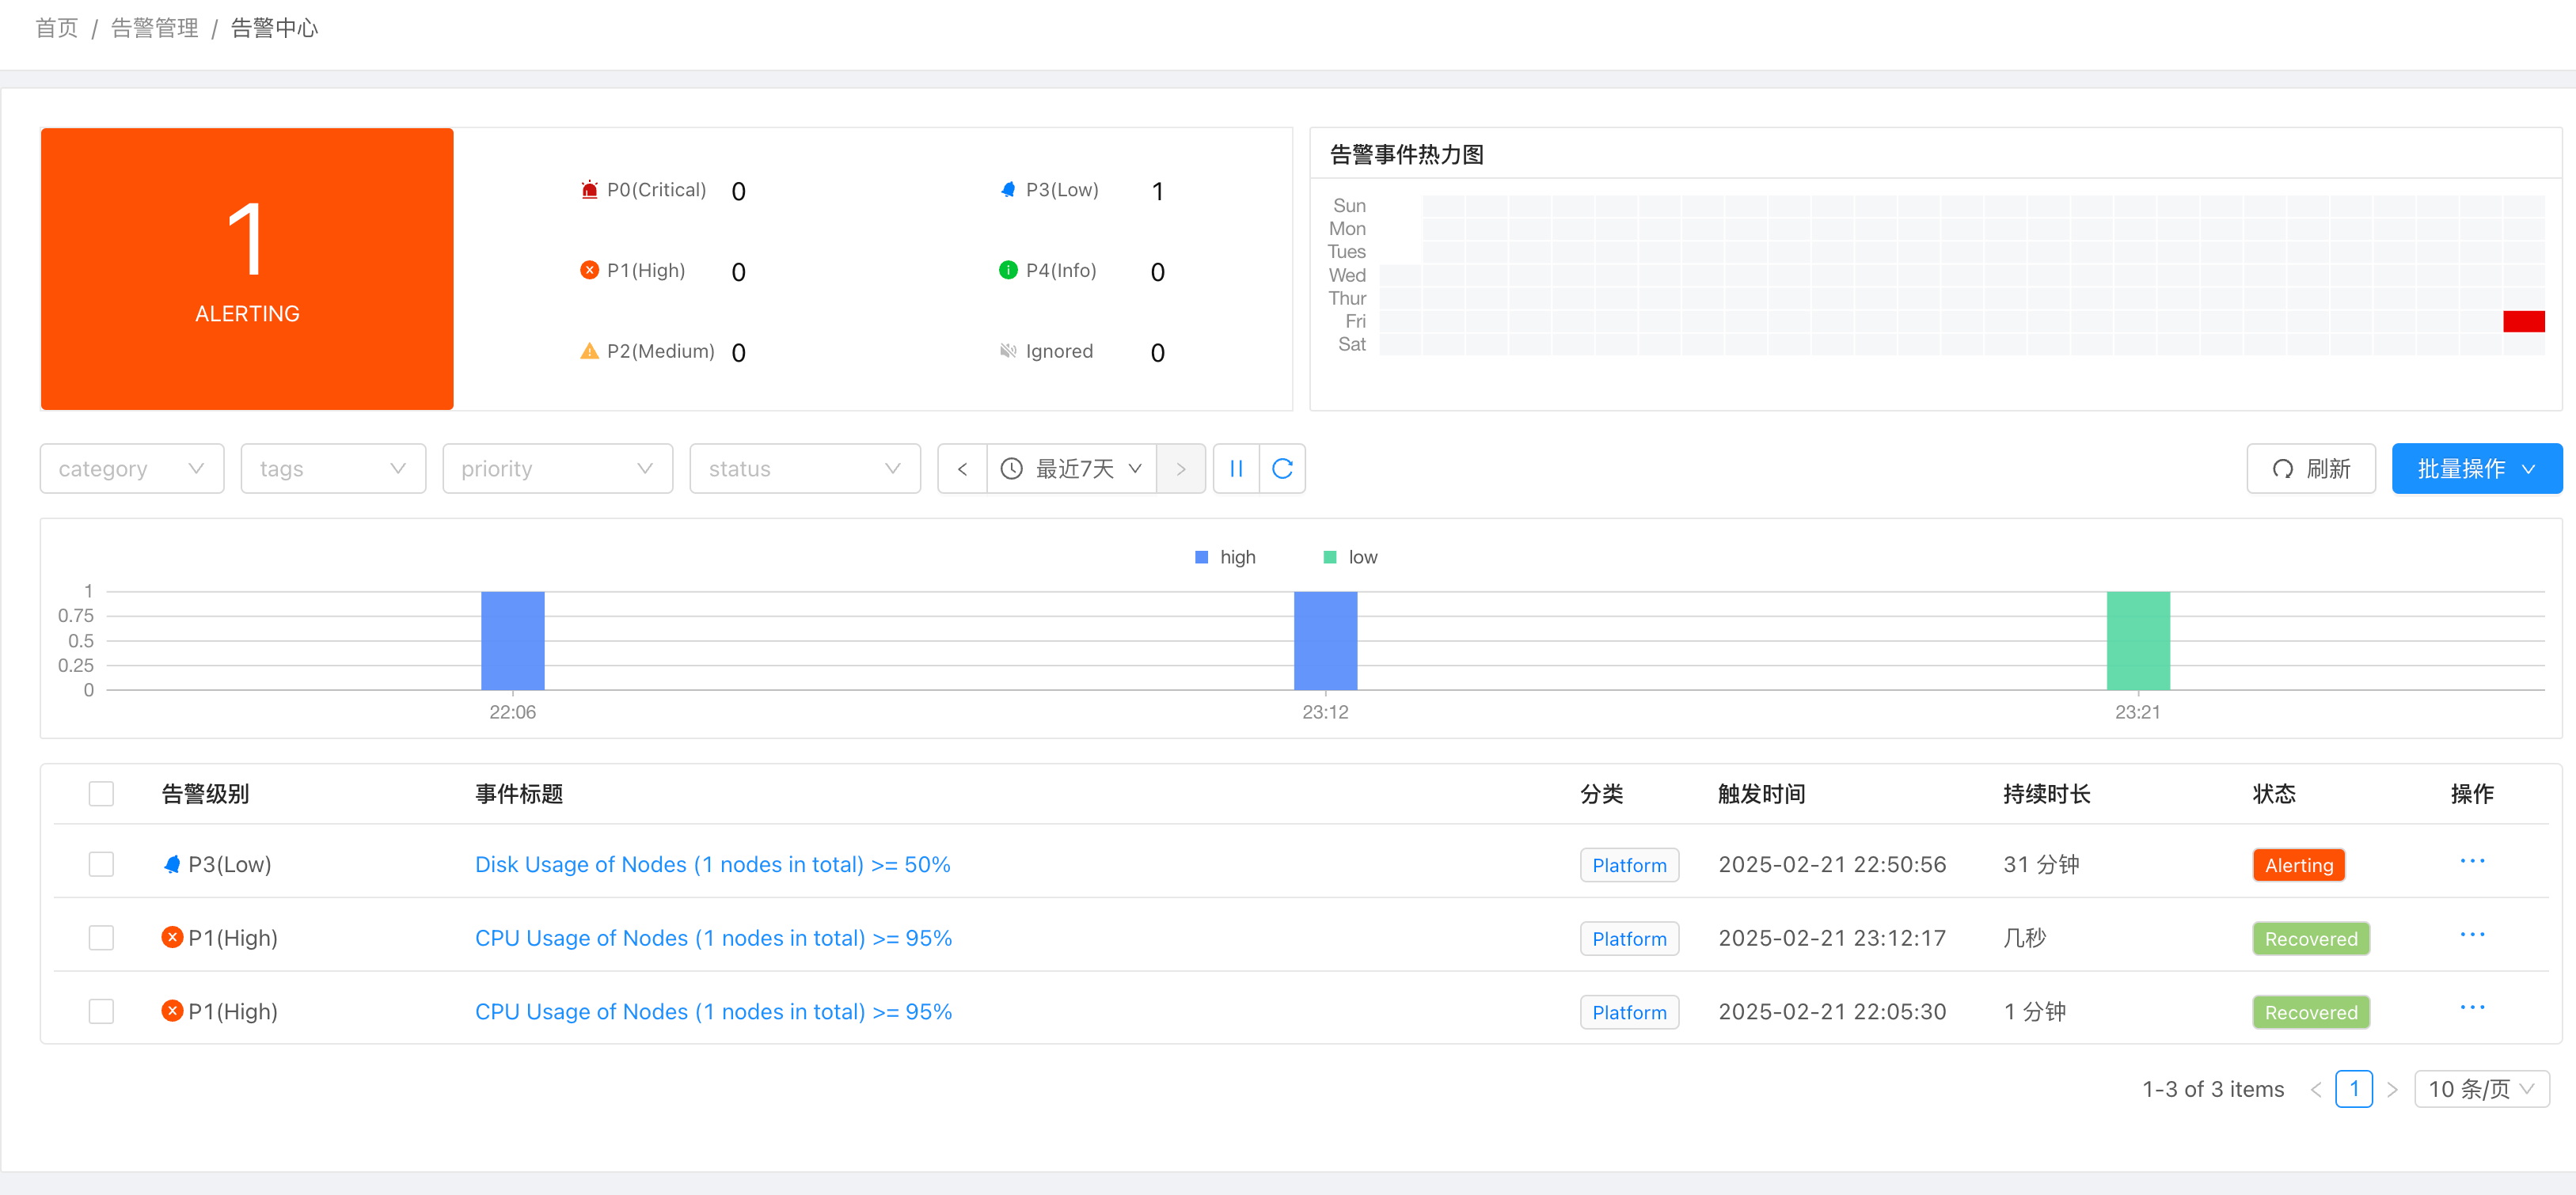 首页 / 告警管理 / 告警中心
1
ALERTING
P0(Critical) 0
P3(Low) 1
P1(High) 0
P4(Info) 0
P2(Medium) 0
Ignored 0
告警事件热力图
Sun
Mon
Tues
Wed
Thur
Fri
Sat
category
tags
priority
status
最近7天
刷新
批量操作
high low
1
0.75
0.5
0.25
0
22:06 23:12 23:21
告警级别 事件标题 分类 触发时间 持续时长 状态 操作
P3(Low) Disk Usage of Nodes (1 nodes in total) >= 50% Platform 2025-02-21 22:50:56 31 分钟 Alerting ···
P1(High) CPU Usage of Nodes (1 nodes in total) >= 95% Platform 2025-02-21 23:12:17 几秒 Recovered ···
P1(High) CPU Usage of Nodes (1 nodes in total) >= 95% Platform 2025-02-21 22:05:30 1 分钟 Recovered ···
1-3 of 3 items < 1 > 10 条/页